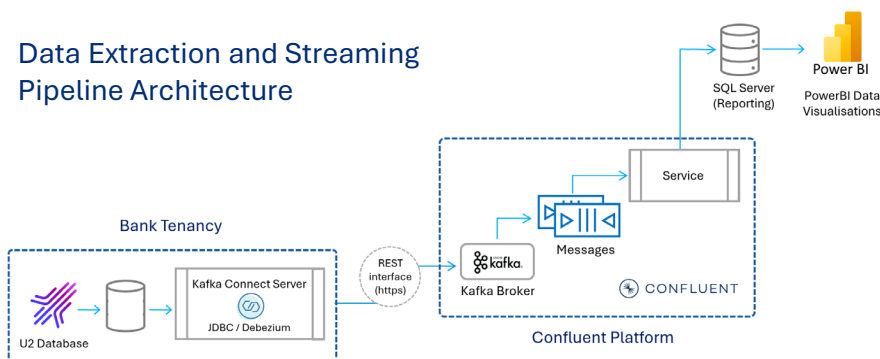 Data Extraction and Streaming
Pipeline Architecture
Power BI
SQL Server
(Reporting)
PowerBI Data
Visualisations
Service
Bank Tenancy
Messages
REST
interface
(https)
kafka.
Kafka Broker
CONFLUENT
Kafka Connect Server
JDBC / Debezium
U2 Database
Confluent Platform